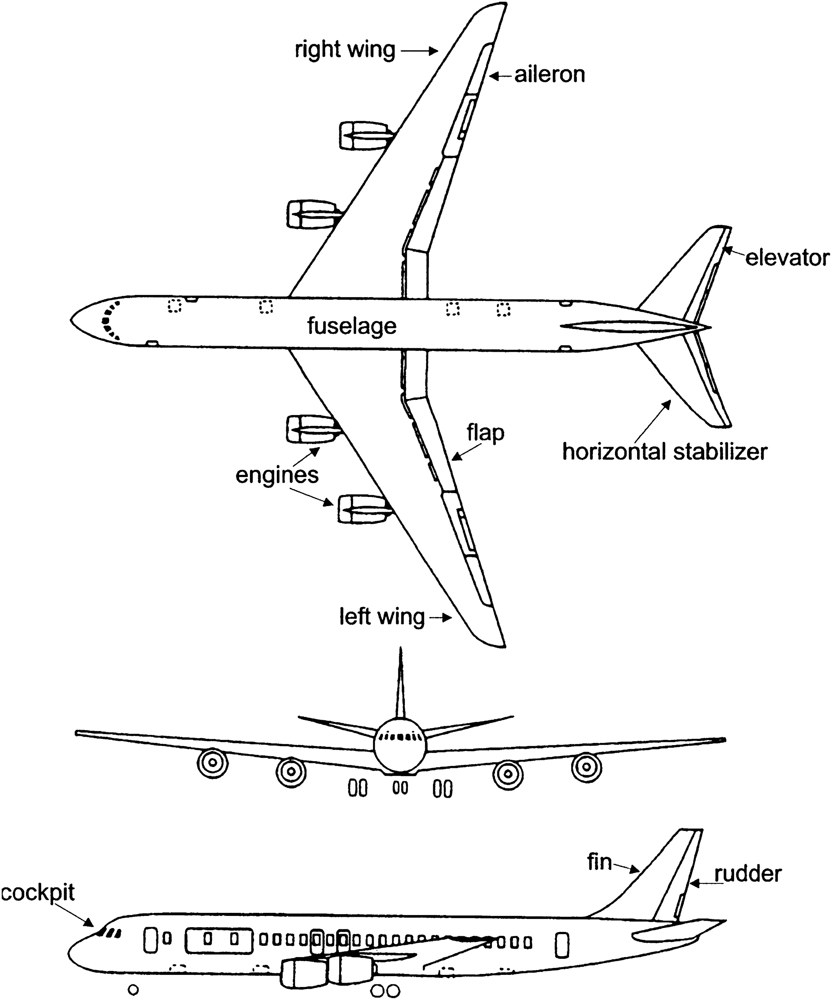 right wing
aileron
elevator
fuselage
flap
horizontal stabilizer
engines
left wing
fin
rudder
cockpit